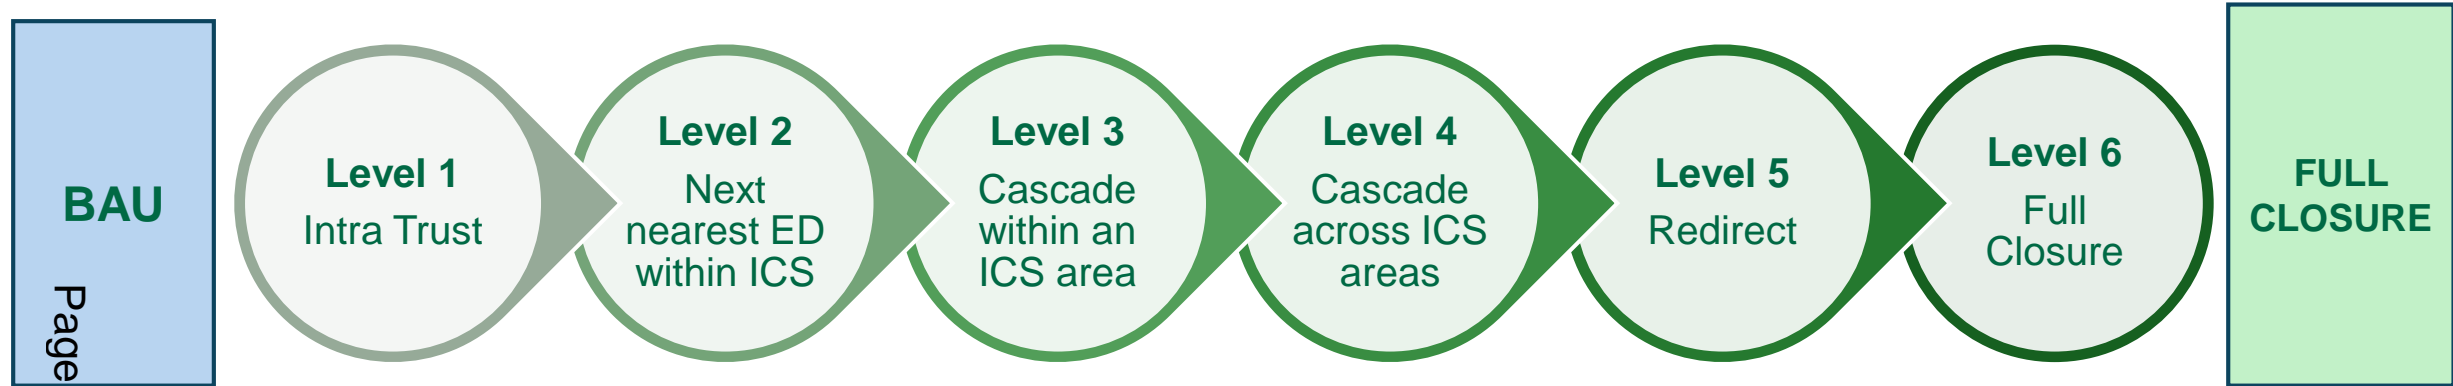 BAU
Page
Level 1
Intra Trust
Level 2
Next
nearest ED
within ICS
Level 3
Cascade
within an
ICS area
Level 4
Cascade
across ICS
areas
Level 5
Redirect
Level 6
Full
Closure
FULL
CLOSURE